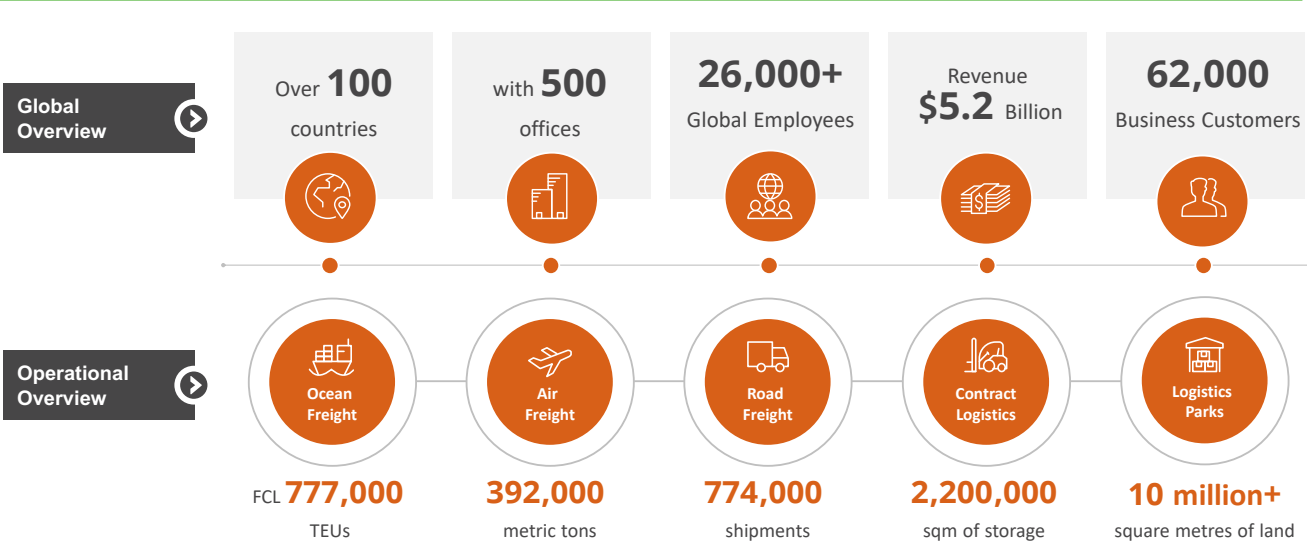 Global
Overview
Over 100
countries
with 500
offices
26,000+
Global Employees
Revenue
$5.2 Billion
62,000
Business Customers
Operational
Overview
Ocean
Freight
Air
Freight
Road
Freight
Contract
Logistics
Logistics
Parks
FCL 777,000
TEUs
392,000
metric tons
774,000
shipments
2,200,000
sqm of storage
10 million+
square metres of land